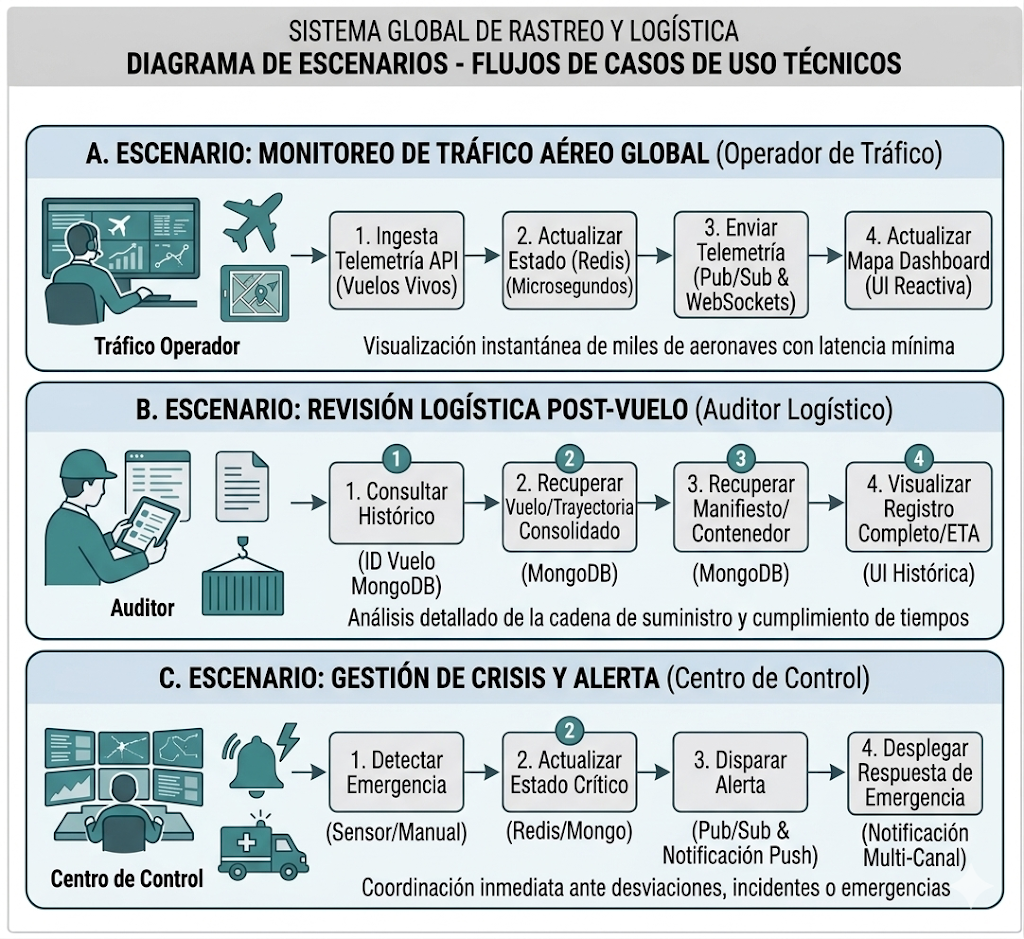 SISTEMA GLOBAL DE RASTREO Y LOGÍSTICA
DIAGRAMA DE ESCENARIOS - FLUJOS DE CASOS DE USO TÉCNICOS
A. ESCENARIO: MONITOREO DE TRÁFICO AÉREO GLOBAL (Operador de Tráfico)
Tráfico Operador
1. Ingesta
Telemetría API
(Vuelos Vivos)
2. Actualizar
Estado (Redis)
(Microsegundos)
3. Enviar
Telemetría
(Pub/Sub &
WebSockets)
4. Actualizar
Mapa Dashboard
(UI Reactiva)
Visualización instantánea de miles de aeronaves con latencia mínima
B. ESCENARIO: REVISIÓN LOGÍSTICA POST-VUELO (Auditor Logístico)
Auditor
1
1. Consultar
Histórico
(ID Vuelo
MongoDB)
2
2. Recuperar
Vuelo/Trayectoria
Consolidado
(MongoDB)
3
3. Recuperar
Manifiesto/
Contenedor
(MongoDB)
4
4. Visualizar
Registro
Completo/ETA
(UI Histórica)
Análisis detallado de la cadena de suministro y cumplimiento de tiempos
C. ESCENARIO: GESTIÓN DE CRISIS Y ALERTA (Centro de Control)
Centro de Control
1. Detectar
Emergencia
(Sensor/Manual)
2
2. Actualizar
Estado Crítico
(Redis/Mongo)
3. Disparar
Alerta
(Pub/Sub &
Notificación Push)
4. Desplegar
Respuesta de
Emergencia
(Notificación
Multi-Canal)
Coordinación inmediata ante desviaciones, incidentes o emergencias